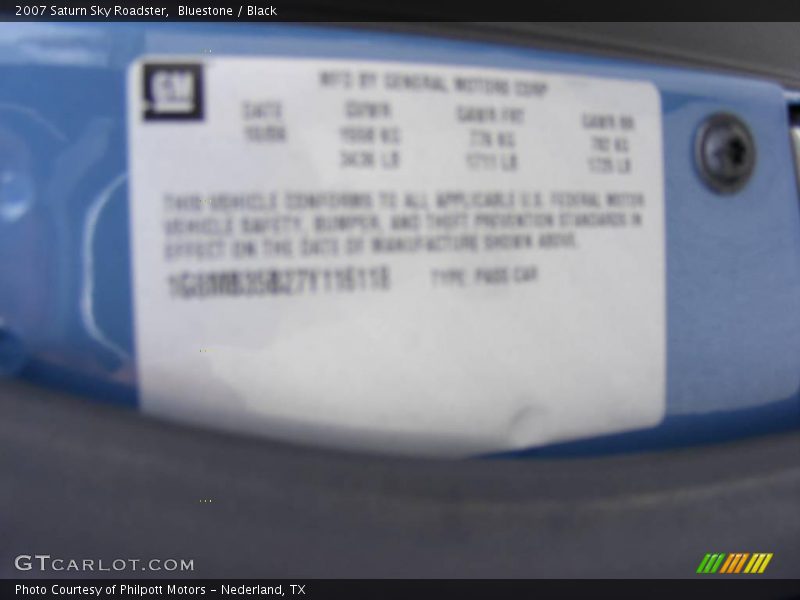 2007 Saturn Sky Roadster, Bluestone / Black
GM
MFD BY GENERAL MOTORS CORP
DATE GVWR GAWR FRT GAWR RR
10/06 KG 776 KG 782 KG
LB 1711 LB LB
THIS VEHICLE CONFORMS TO ALL APPLICABLE U.S. FEDERAL MOTOR
VEHICLE SAFETY, BUMPER, AND THEFT PREVENTION STANDARDS IN
EFFECT ON THE DATE OF MANUFACTURE SHOWN ABOVE.
TYPE: PASS CAR
GTCARLOT.COM
Photo Courtesy of Philpott Motors - Nederland, TX